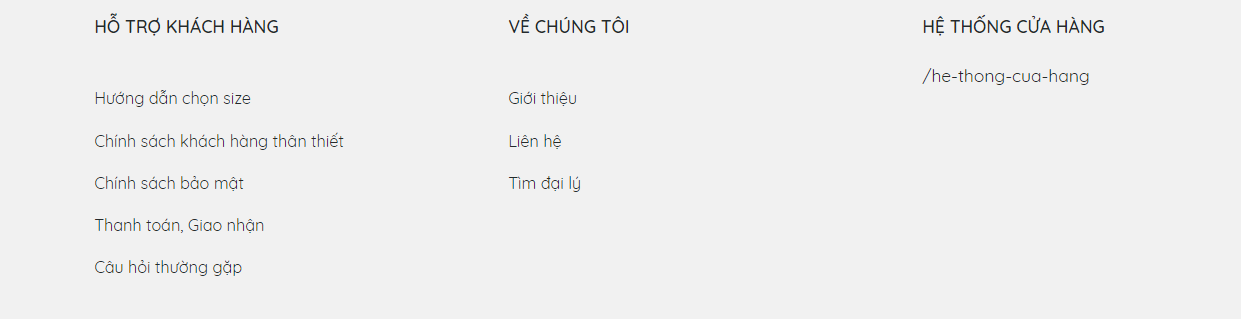 HỖ TRỢ KHÁCH HÀNG
Hướng dẫn chọn size
Chính sách khách hàng thân thiết
Chính sách bảo mật
Thanh toán, Giao nhận
Câu hỏi thường gặp
VỀ CHÚNG TÔI
Giới thiệu
Liên hệ
Tìm đại lý
HỆ THỐNG CỬA HÀNG
/he-thong-cua-hang